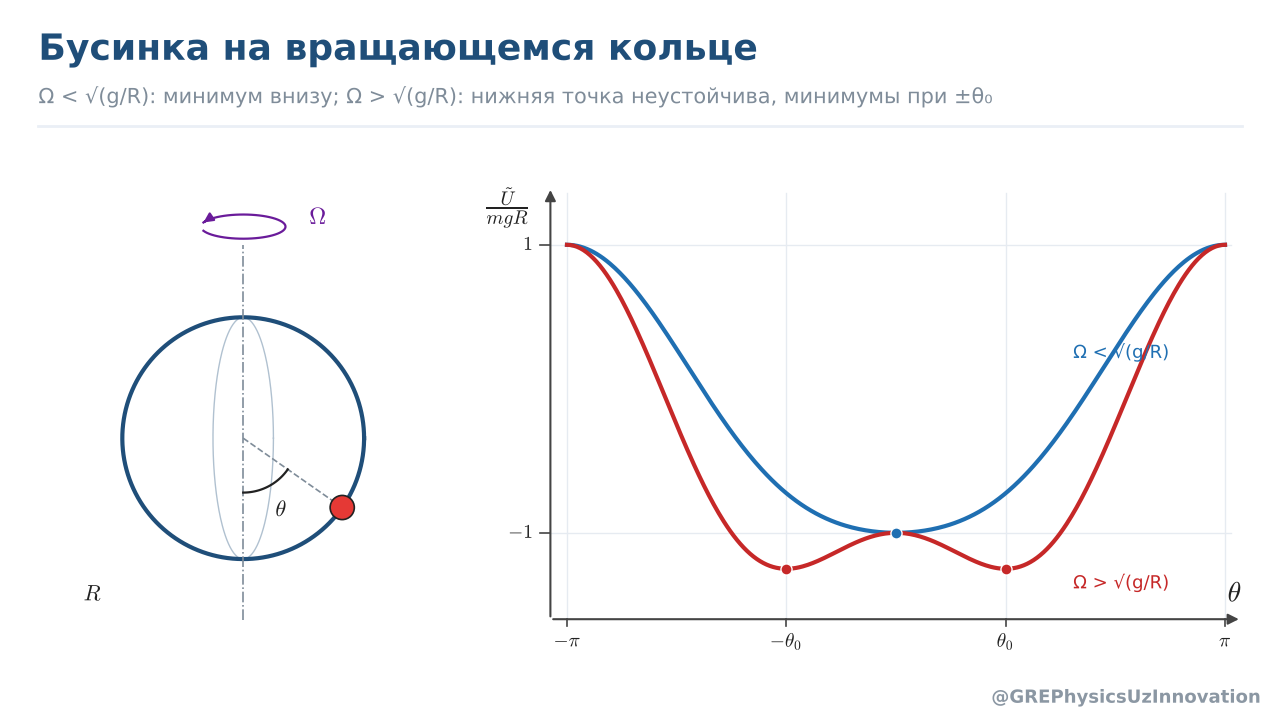 Бусинка на вращающемся кольце
Ω < √(g/R): минимум внизу; Ω > √(g/R): нижняя точка неустойчива, минимумы при ±θ₀
Ω
θ
R
Ũ
mgR
1
−1
Ω < √(g/R)
Ω > √(g/R)
θ
−π
−θ₀
θ₀
π
@GREPhysicsUzInnovation